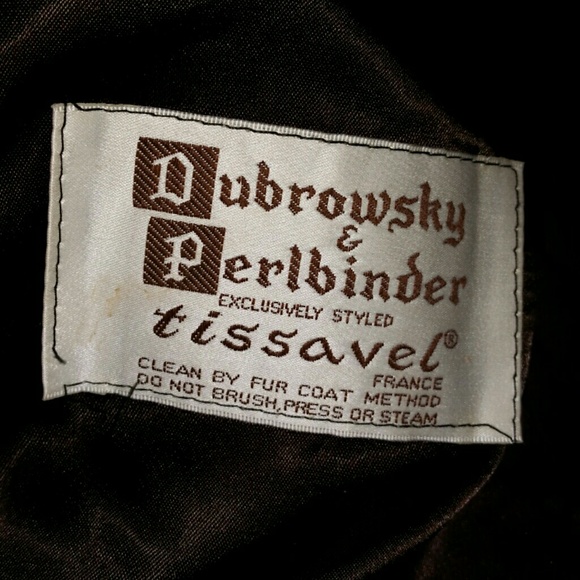 Dubrowsky
&
Perlbinder
EXCLUSIVELY STYLED
tissavel®
FRANCE
CLEAN BY FUR COAT METHOD
DO NOT BRUSH, PRESS OR STEAM